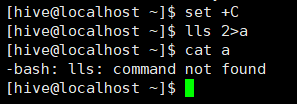 [hive@localhost ~]$ set +C
[hive@localhost ~]$ lls 2>a
[hive@localhost ~]$ cat a
-bash: lls: command not found
[hive@localhost ~]$